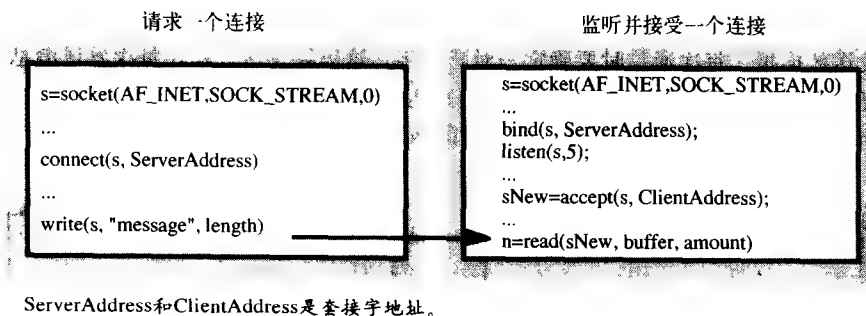 请求一个连接
s=socket(AF_INET,SOCK_STREAM,0)
...
connect(s, ServerAddress)
...
write(s, "message", length)
监听并接受一个连接
s=socket(AF_INET,SOCK_STREAM,0)
...
bind(s, ServerAddress);
listen(s,5);
...
sNew=accept(s, ClientAddress);
...
n=read(sNew, buffer, amount)
ServerAddress和ClientAddress是套接字地址。